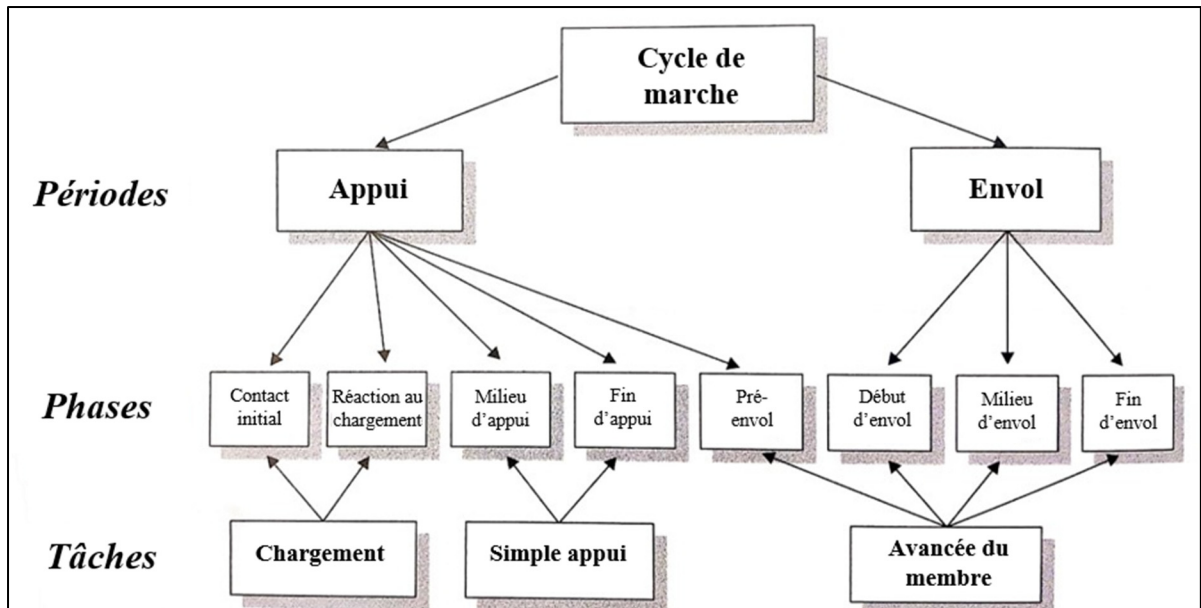 Cycle de
marche
Périodes
Appui
Envol
Phases
Contact
initial
Réaction au
chargement
Milieu
d'appui
Fin
d'appui
Pré-
envol
Début
d'envol
Milieu
d'envol
Fin
d'envol
Tâches
Chargement
Simple appui
Avancée du
membre